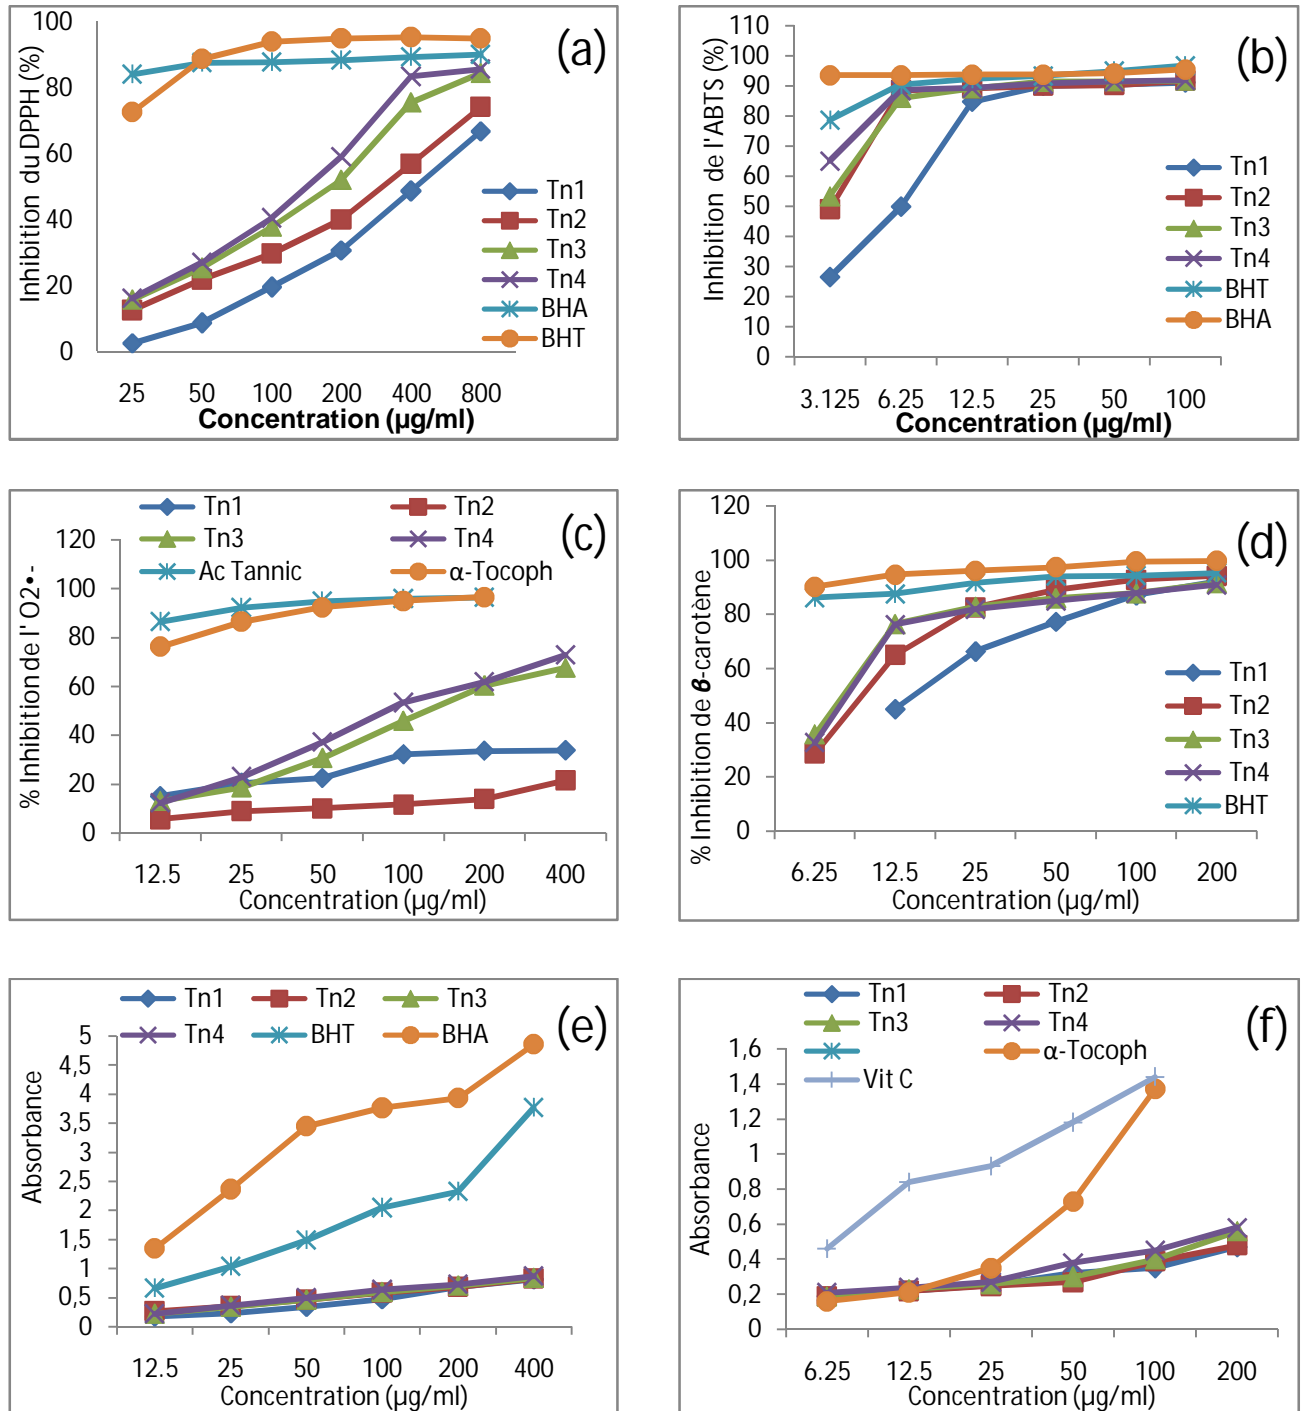 (a)
Inhibition du DPPH (%)
100
80
60
40
20
0
25 50 100 200 400 800
Concentration (µg/ml)
Tn1
Tn2
Tn3
Tn4
BHA
BHT
(b)
Inhibition de l'ABTS (%)
110
100
90
80
70
60
50
40
30
20
10
0
3.125 6.25 12.5 25 50 100
Concentration (µg/ml)
Tn1
Tn2
Tn3
Tn4
BHT
BHA
(c)
Tn1 Tn2
Tn3 Tn4
Ac Tannic α-Tocoph
% Inhibition de l' O2•-
120
100
80
60
40
20
0
12.5 25 50 100 200 400
Concentration (µg/ml)
(d)
% Inhibition de β-carotène
120
100
80
60
40
20
0
6.25 12.5 25 50 100 200
Concentration (µg/ml)
Tn1
Tn2
Tn3
Tn4
BHT
(e)
Tn1 Tn2 Tn3
Tn4 BHT BHA
Absorbance
5
4,5
4
3,5
3
2,5
2
1,5
1
0,5
0
12.5 25 50 100 200 400
Concentration (µg/ml)
(f)
Tn1 Tn2
Tn3 Tn4
α-Tocoph
Vit C
Absorbance
1,6
1,4
1,2
1
0,8
0,6
0,4
0,2
0
6.25 12.5 25 50 100 200
Concentration (µg/ml)